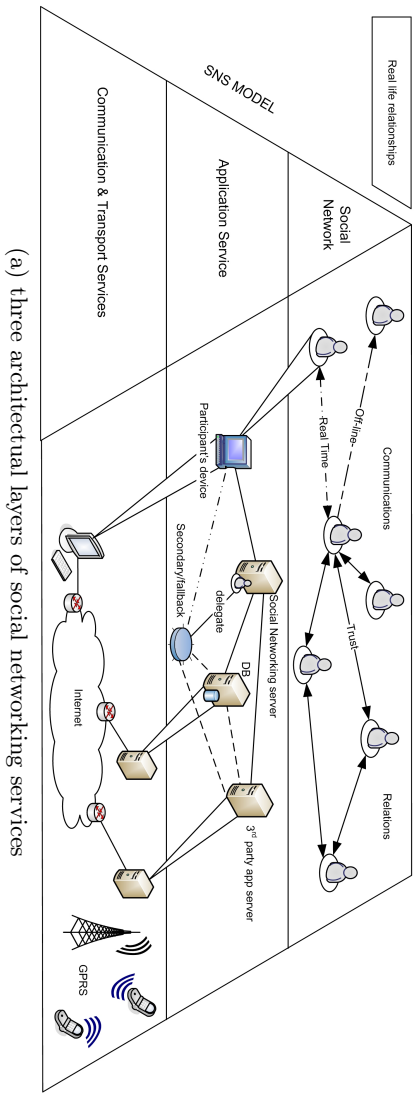 Real life relationships
SNS MODEL
Social
Network
Application Service
Communication & Transport Services
Communications
Relations
Off-line
Real Time
Trust
Participant's device
Social Networking server
delegate
Secondary/fallback
DB
3rd party app server
Internet
GPRS
(a) three architectual layers of social networking services